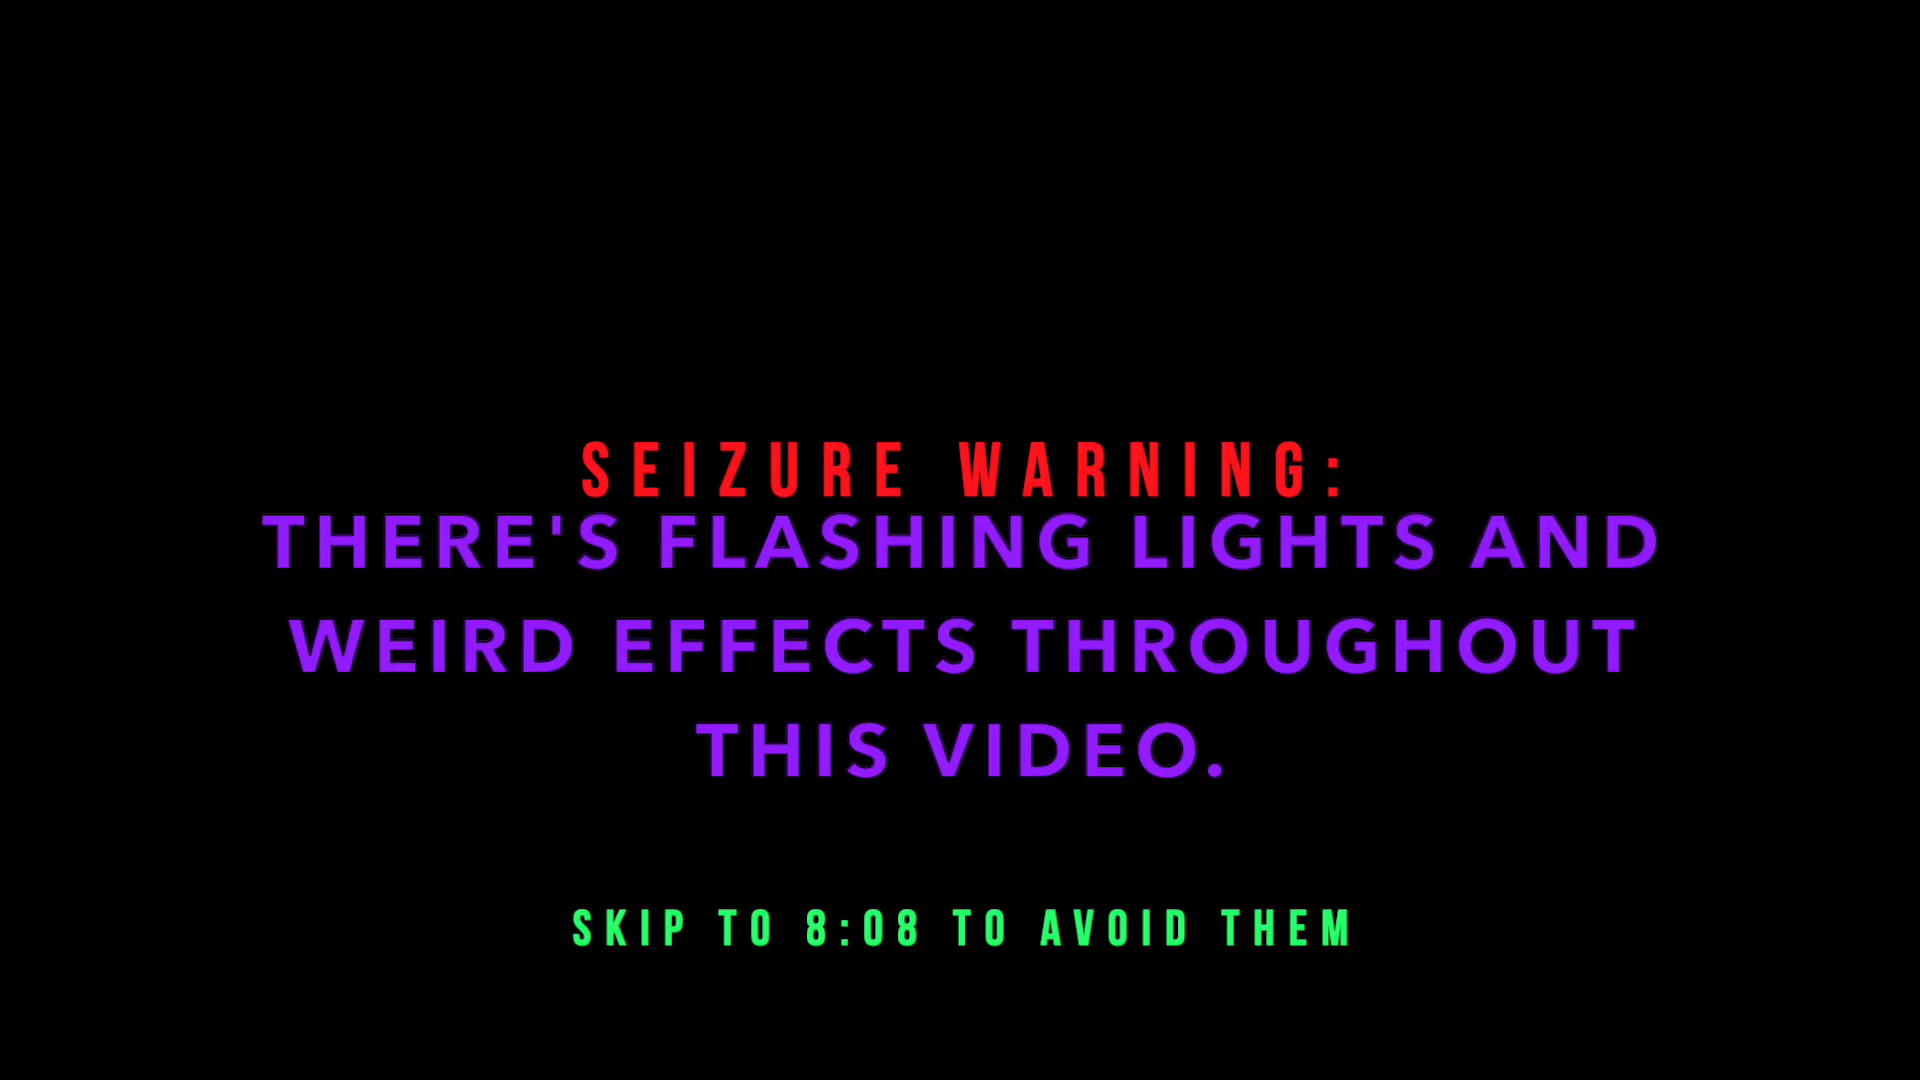 SEIZURE WARNING:
THERE'S FLASHING LIGHTS AND
WEIRD EFFECTS THROUGHOUT
THIS VIDEO.
SKIP TO 8:08 TO AVOID THEM